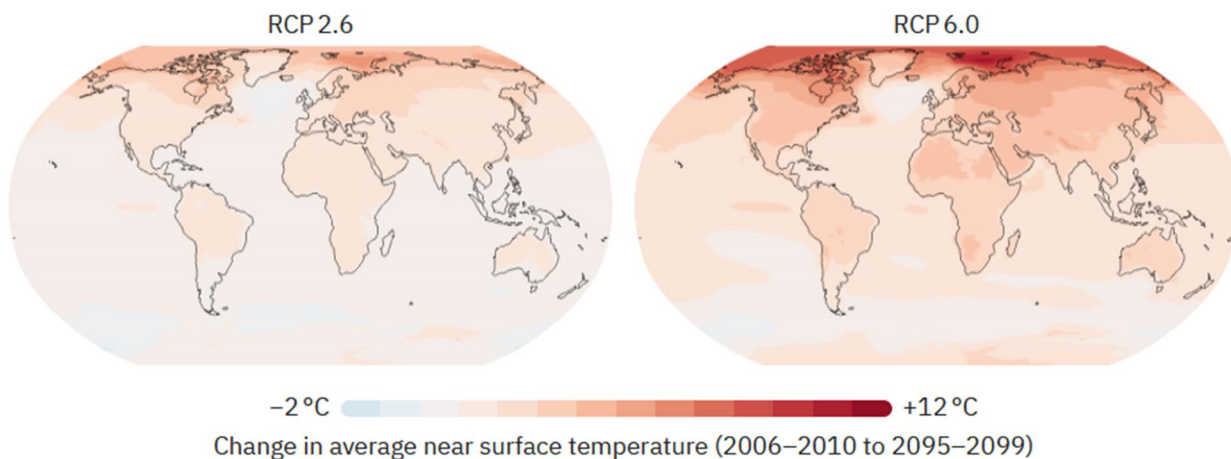 RCP 2.6
RCP 6.0
−2 °C
+12 °C
Change in average near surface temperature (2006–2010 to 2095–2099)